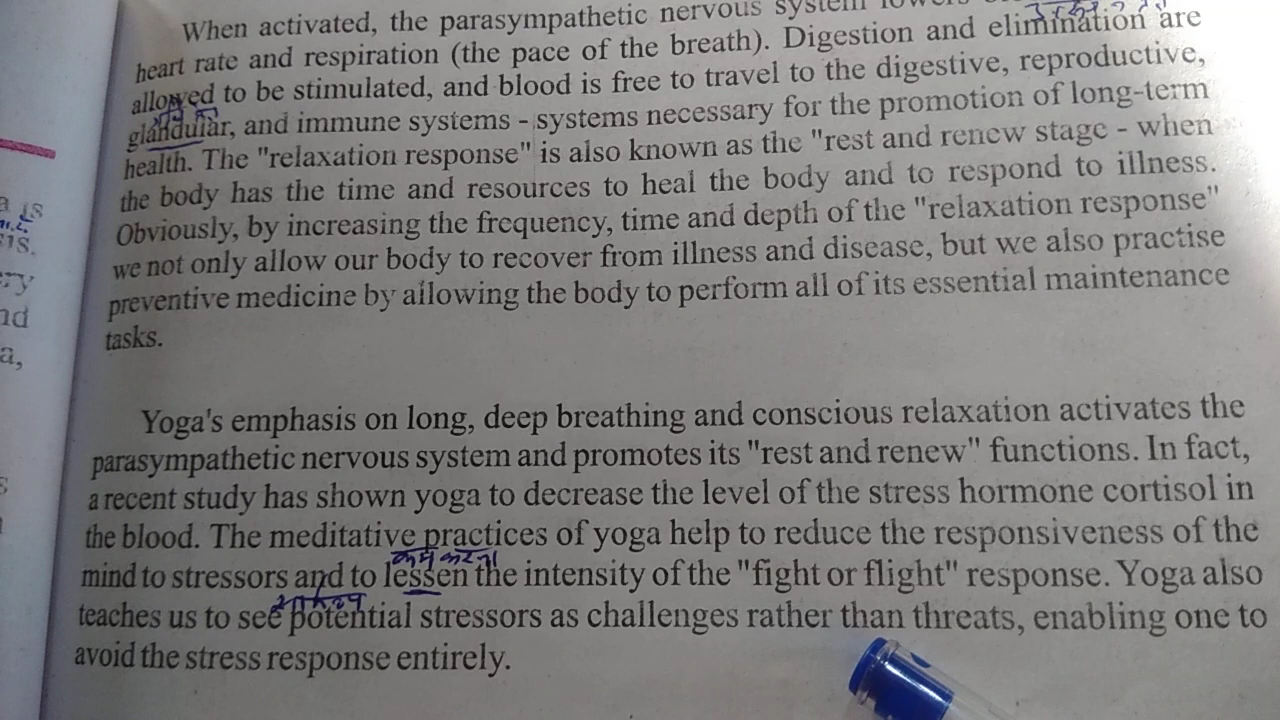 When activated, the parasympathetic nervous system lowers
heart rate and respiration (the pace of the breath). Digestion and elimination are
allowed to be stimulated, and blood is free to travel to the digestive, reproductive,
glandular, and immune systems - systems necessary for the promotion of long-term
health. The "relaxation response" is also known as the "rest and renew stage - when
the body has the time and resources to heal the body and to respond to illness.
Obviously, by increasing the frequency, time and depth of the "relaxation response"
we not only allow our body to recover from illness and disease, but we also practise
preventive medicine by allowing the body to perform all of its essential maintenance
tasks.
Yoga's emphasis on long, deep breathing and conscious relaxation activates the
parasympathetic nervous system and promotes its "rest and renew" functions. In fact,
a recent study has shown yoga to decrease the level of the stress hormone cortisol in
the blood. The meditative practices of yoga help to reduce the responsiveness of the
कम करना
mind to stressors and to lessen the intensity of the "fight or flight" response. Yoga also
teaches us to see potential stressors as challenges rather than threats, enabling one to
avoid the stress response entirely.